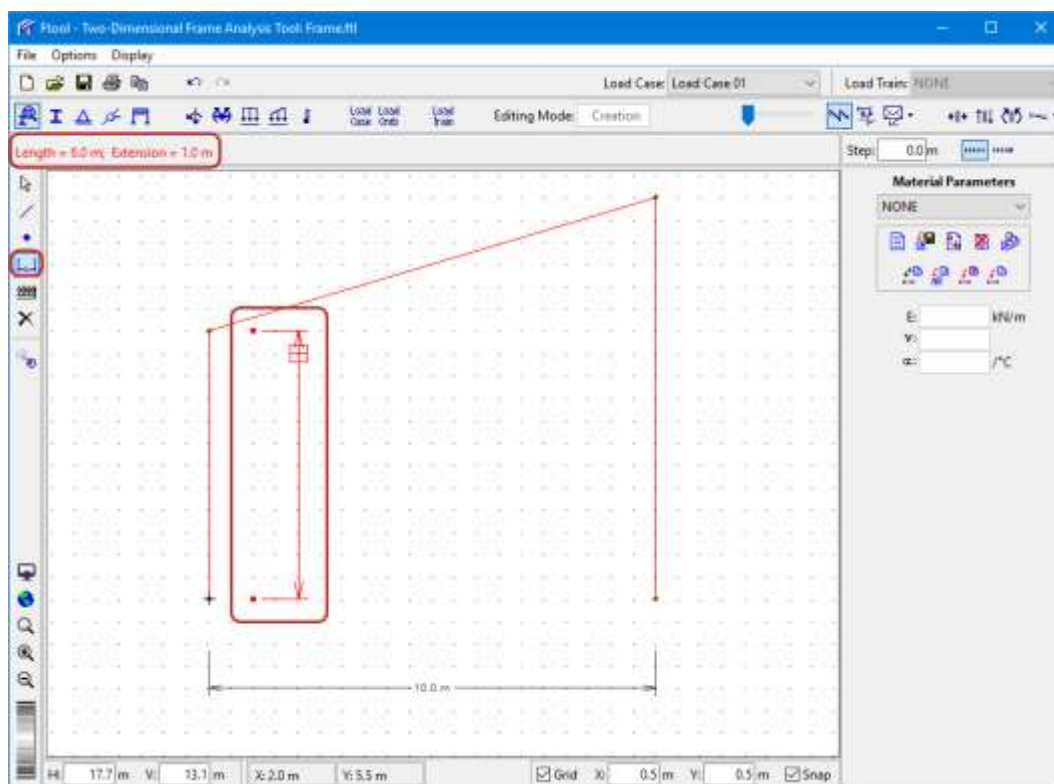 Ftool - Two-Dimensional Frame Analysis Tool: Frame.ftl
File Options Display
Load Case: Load Case 01 Load Train: NONE
Load Case Load Comb Load Train Editing Mode: Creation
Length = 6.0 m; Extension = 1.0 m
Step: 0.0 m
Material Parameters
NONE
E: kN/m
ν:
α: /°C
10.0 m
H: 17.7 m V: 13.1 m X: 2.0 m Y: 5.5 m Grid X: 0.5 m Y: 0.5 m Snap